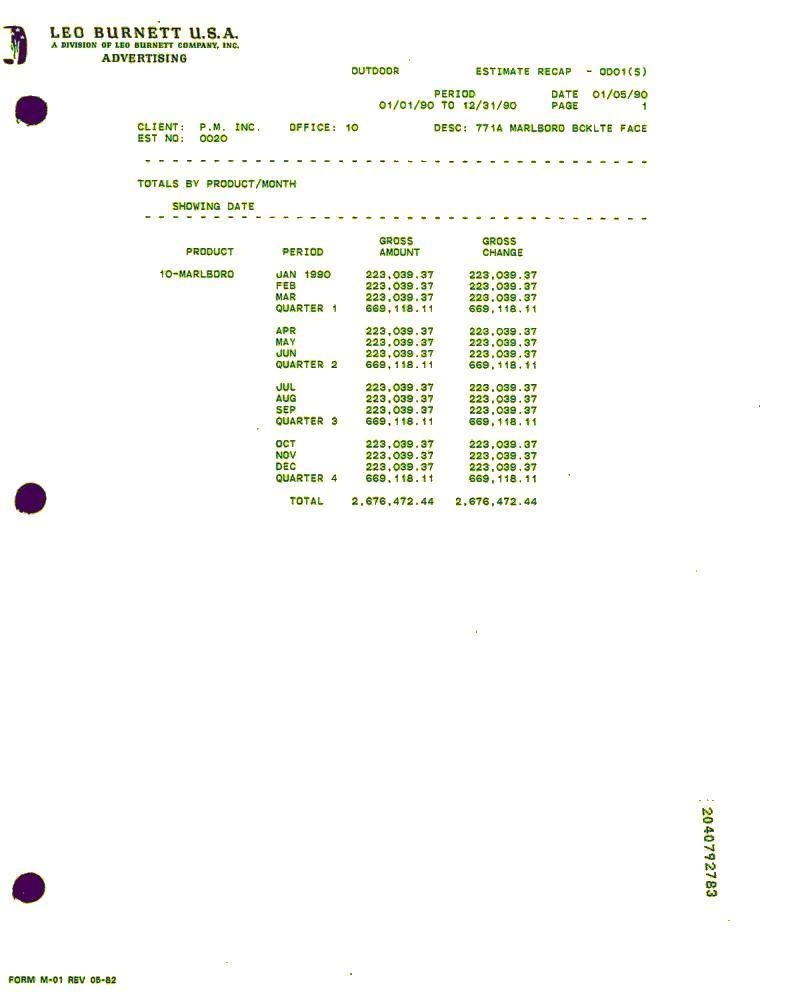 LEO BURNETT U.S.A.
A DIVISION OF LEO BURNETT COMPANY, INC.
ADVERTISING
OUTDOOR ESTIMATE RECAP - OD01(S)
PERIOD DATE 01/05/90
01/01/90 TO 12/31/90 PAGE 1
CLIENT: P.M. INC. OFFICE: 10 DESC: 771A MARLBORO BCKLTE FACE
EST NO: 0020
TOTALS BY PRODUCT/MONTH
SHOWING DATE
GROSS GROSS
PRODUCT PERIOD AMOUNT CHANGE
10-MARLBORO JAN 1990 223,039.37 223,039.37
FEB 223,039.37 223,039.37
MAR 223,039.37 223,039.37
QUARTER 1 669,118.11 669,118.11
APR 223,039.37 223,039.37
MAY 223,039.37 223,039.37
JUN 223,039.37 223,039.37
QUARTER 2 669,118.11 669,118.11
JUL 223,039.37 223,039.37
AUG 223,039.37 223,039.37
SEP 223,039.37 223,039.37
QUARTER 3 669,118.11 669,118.11
OCT 223,039.37 223,039.37
NOV 223,039.37 223,039.37
DEC 223,039.37 223,039.37
QUARTER 4 669,118.11 669,118.11
TOTAL 2,676,472.44 2,676,472.44
2040792783
FORM M-01 REV 05-82